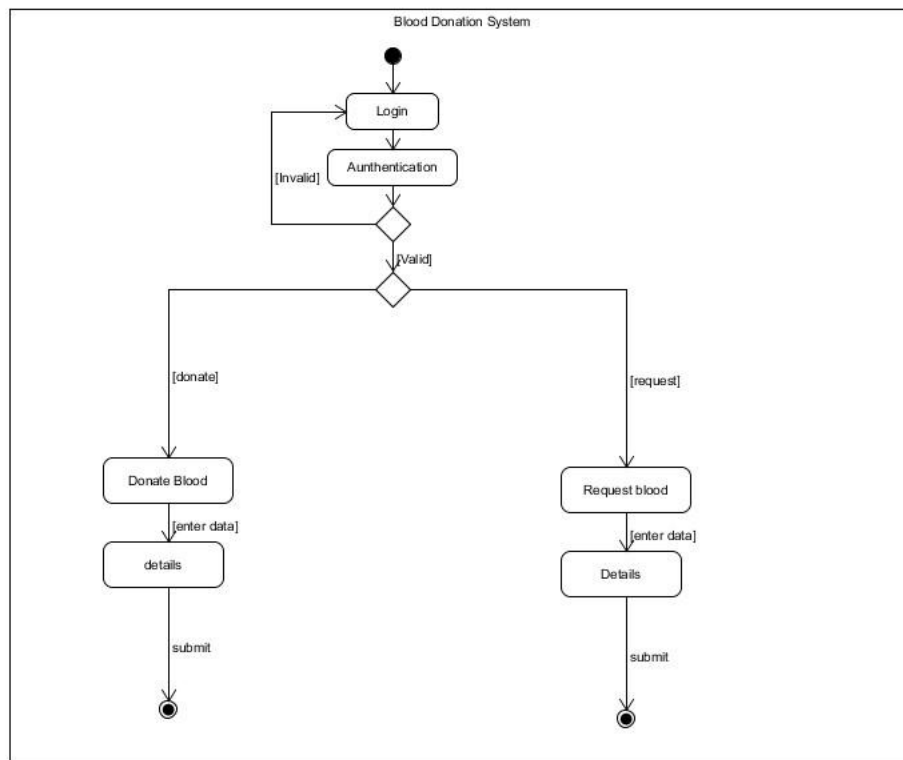 Blood Donation System
Login
Aunthentication
[Invalid]
[Valid]
[donate]
[request]
Donate Blood
Request blood
[enter data]
[enter data]
details
Details
submit
submit